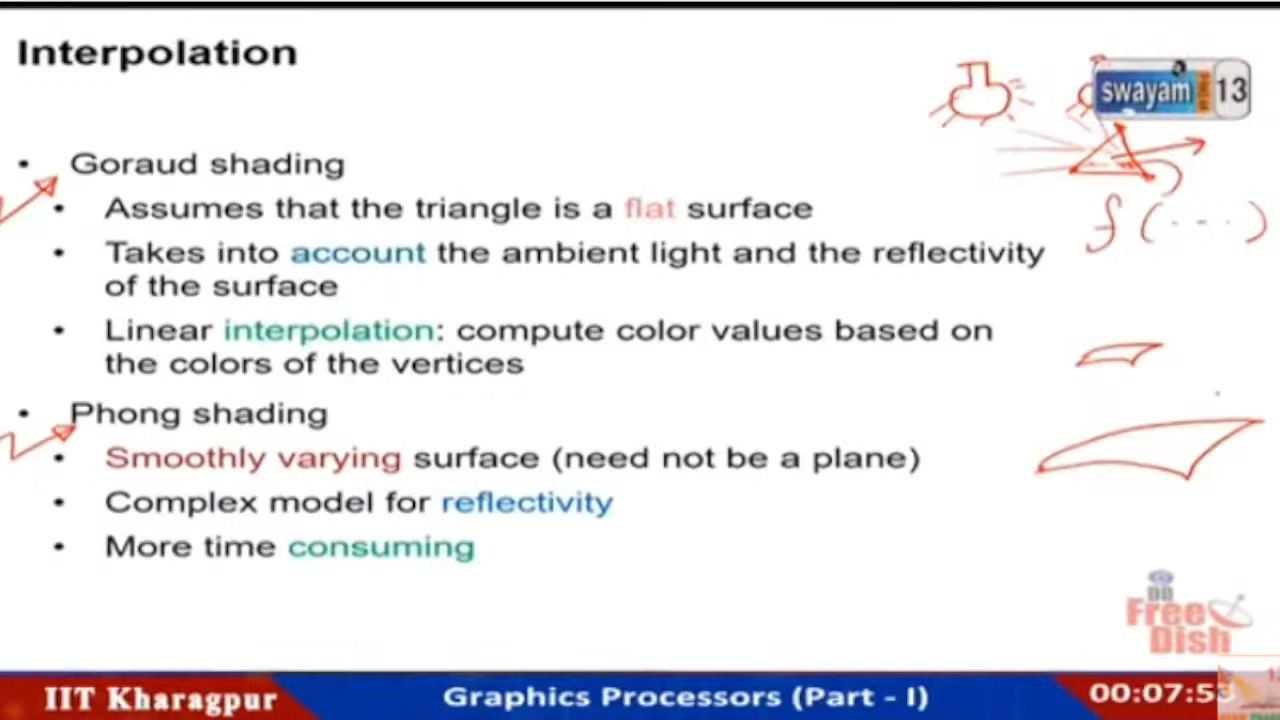 Interpolation
swayam 13
• Goraud shading
• Assumes that the triangle is a flat surface
f(...)
• Takes into account the ambient light and the reflectivity
of the surface
• Linear interpolation: compute color values based on
the colors of the vertices
• Phong shading
• Smoothly varying surface (need not be a plane)
• Complex model for reflectivity
• More time consuming
DD
Free
Dish
IIT Kharagpur Graphics Processors (Part - I) 00:07:53